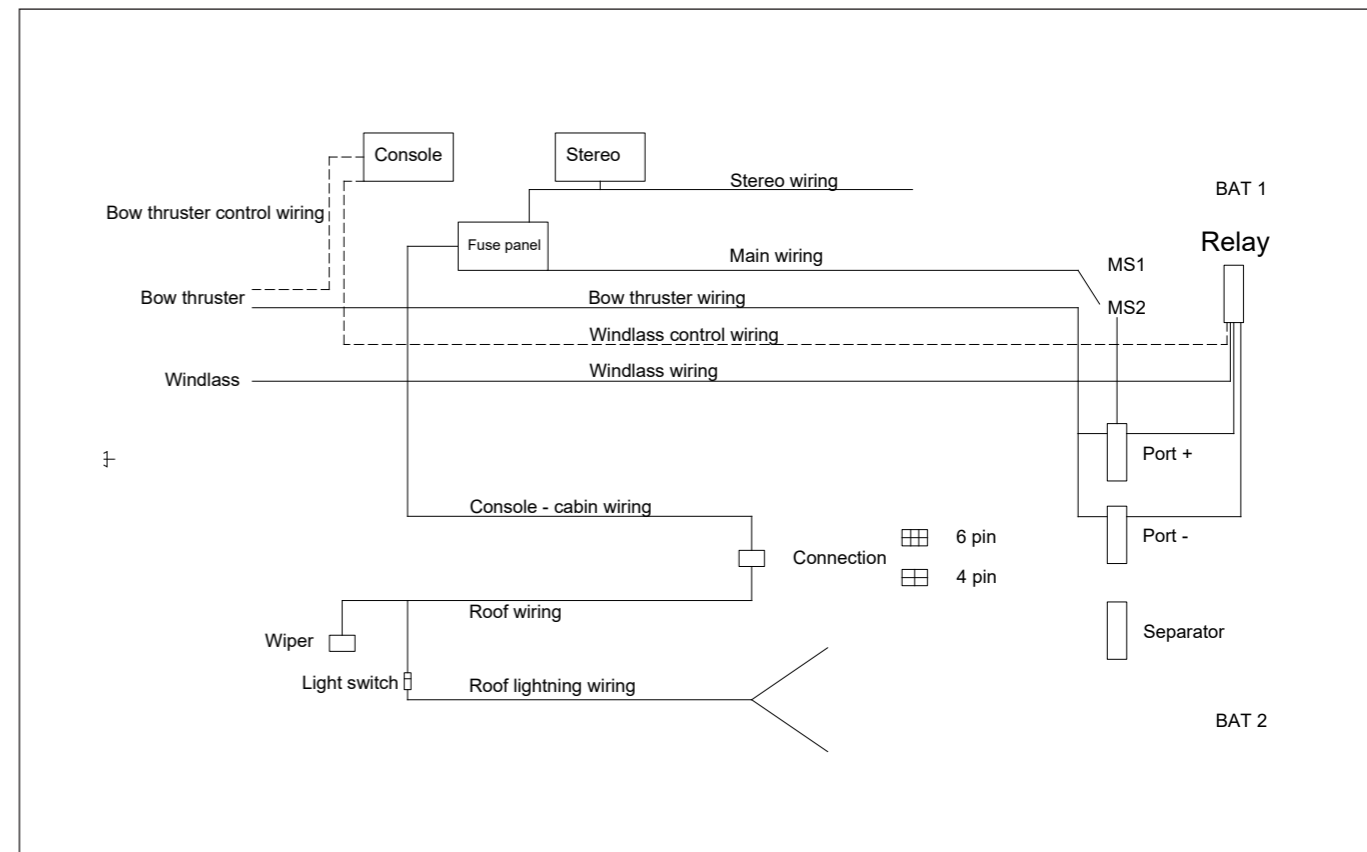 Console
Stereo
Stereo wiring
BAT 1
Bow thruster control wiring
Fuse panel
Relay
Main wiring
MS1
Bow thruster
Bow thruster wiring
MS2
Windlass control wiring
Windlass
Windlass wiring
Port +
Console - cabin wiring
6 pin
Port -
Connection
4 pin
Roof wiring
Wiper
Separator
Light switch
Roof lightning wiring
BAT 2